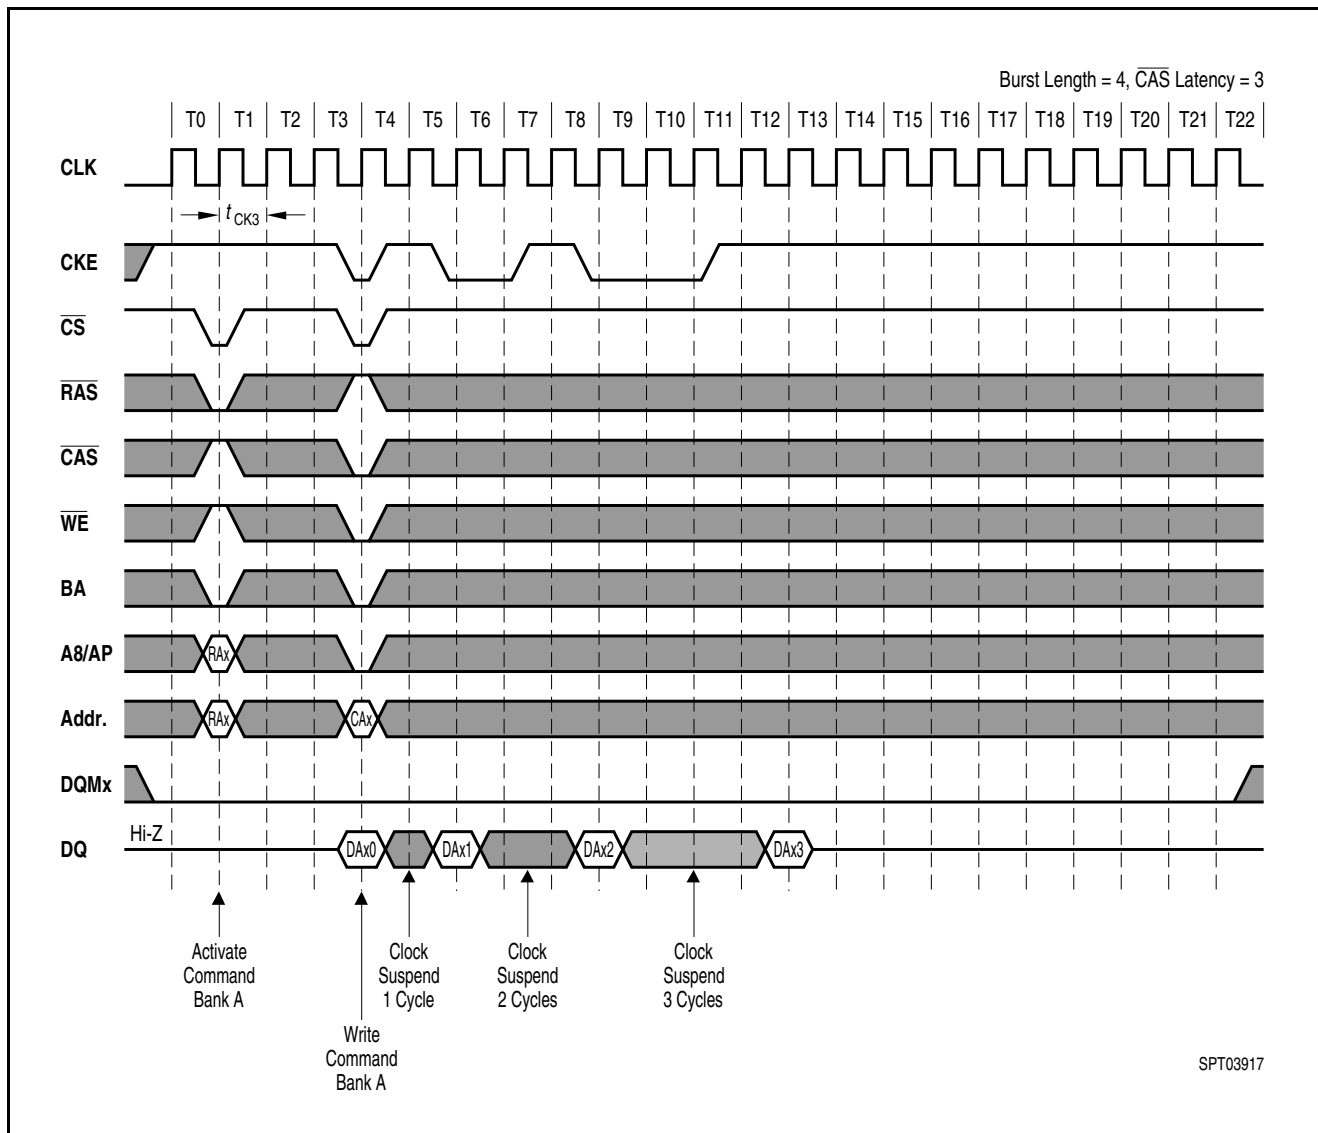 Burst Length = 4, CAS Latency = 3
T0 T1 T2 T3 T4 T5 T6 T7 T8 T9 T10 T11 T12 T13 T14 T15 T16 T17 T18 T19 T20 T21 T22
CLK
t CK3
CKE
CS
RAS
CAS
WE
BA
A8/AP
RAx
Addr.
RAx CAx
DQMx
Hi-Z
DQ
DAx0 DAx1 DAx2 DAx3
Activate
Command
Bank A
Write
Command
Bank A
Clock
Suspend
1 Cycle
Clock
Suspend
2 Cycles
Clock
Suspend
3 Cycles
SPT03917